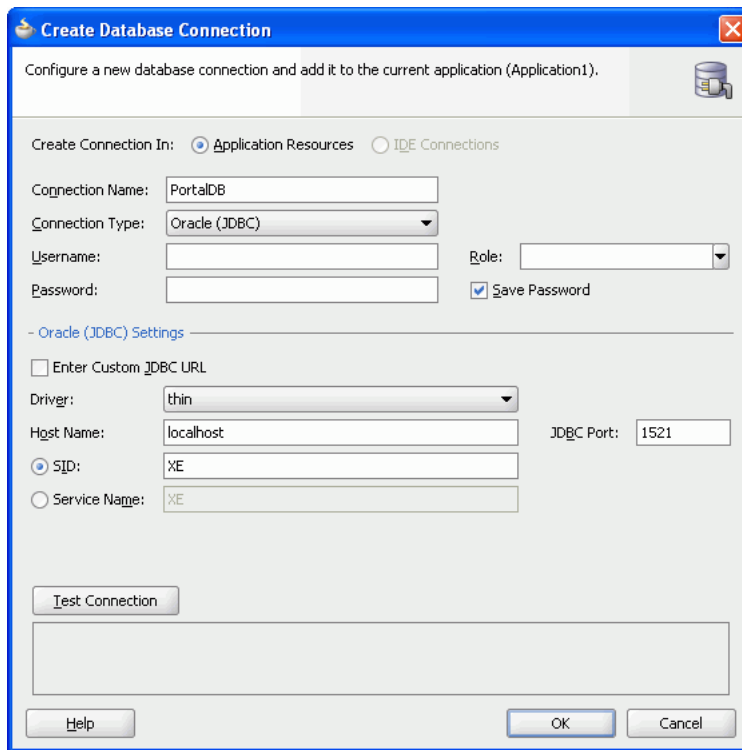 Create Database Connection
Configure a new database connection and add it to the current application (Application1).
Create Connection In: Application Resources IDE Connections
Connection Name: PortalDB
Connection Type: Oracle (JDBC)
Username: Role:
Password: Save Password
Oracle (JDBC) Settings
Enter Custom JDBC URL
Driver: thin
Host Name: localhost JDBC Port: 1521
SID: XE
Service Name: XE
Test Connection
Help OK Cancel